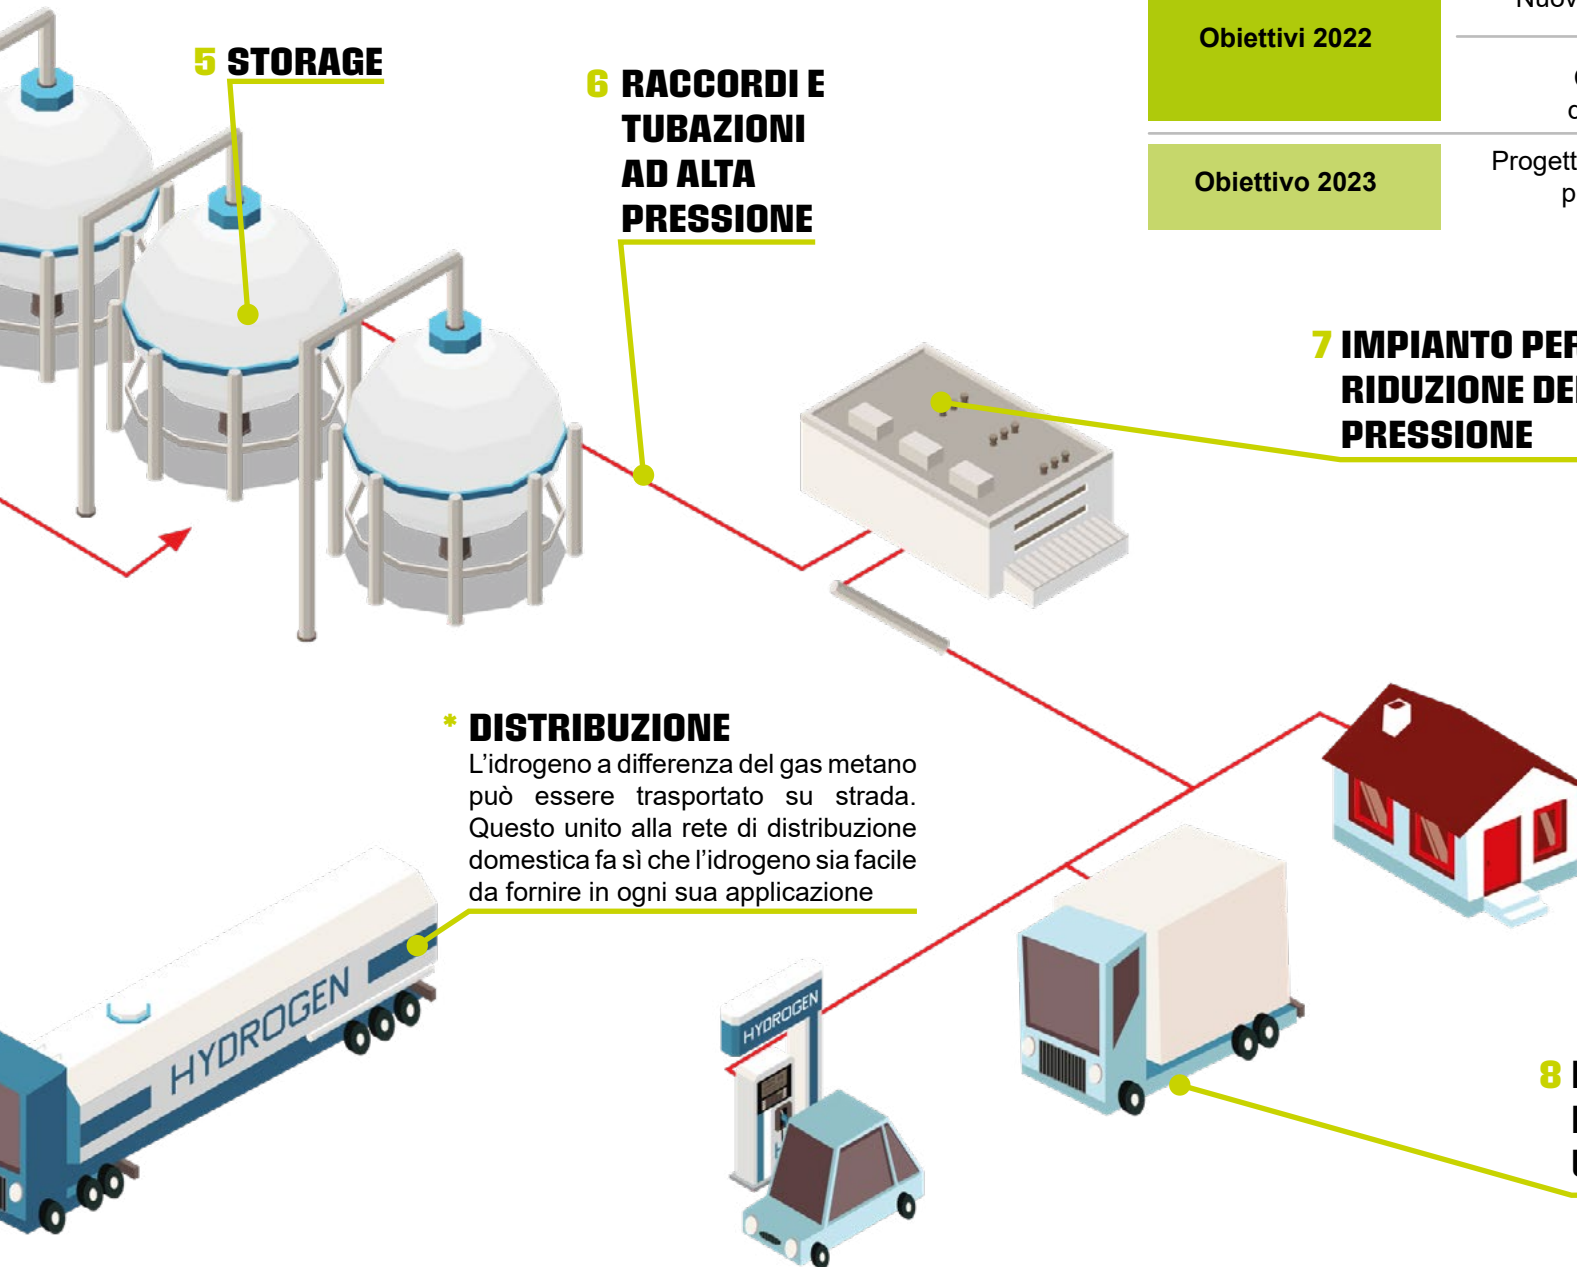 5 STORAGE
6 RACCORDI E
TUBAZIONI
AD ALTA
PRESSIONE
Obiettivi 2022
Obiettivo 2023
7 IMPIANTO PER
RIDUZIONE
PRESSIONE
* DISTRIBUZIONE
L’idrogeno a differenza del gas metano
può essere trasportato su strada.
Questo unito alla rete di distribuzione
domestica fa sì che l’idrogeno sia facile
da fornire in ogni sua applicazione
HYDROGEN
HYDROGEN
8